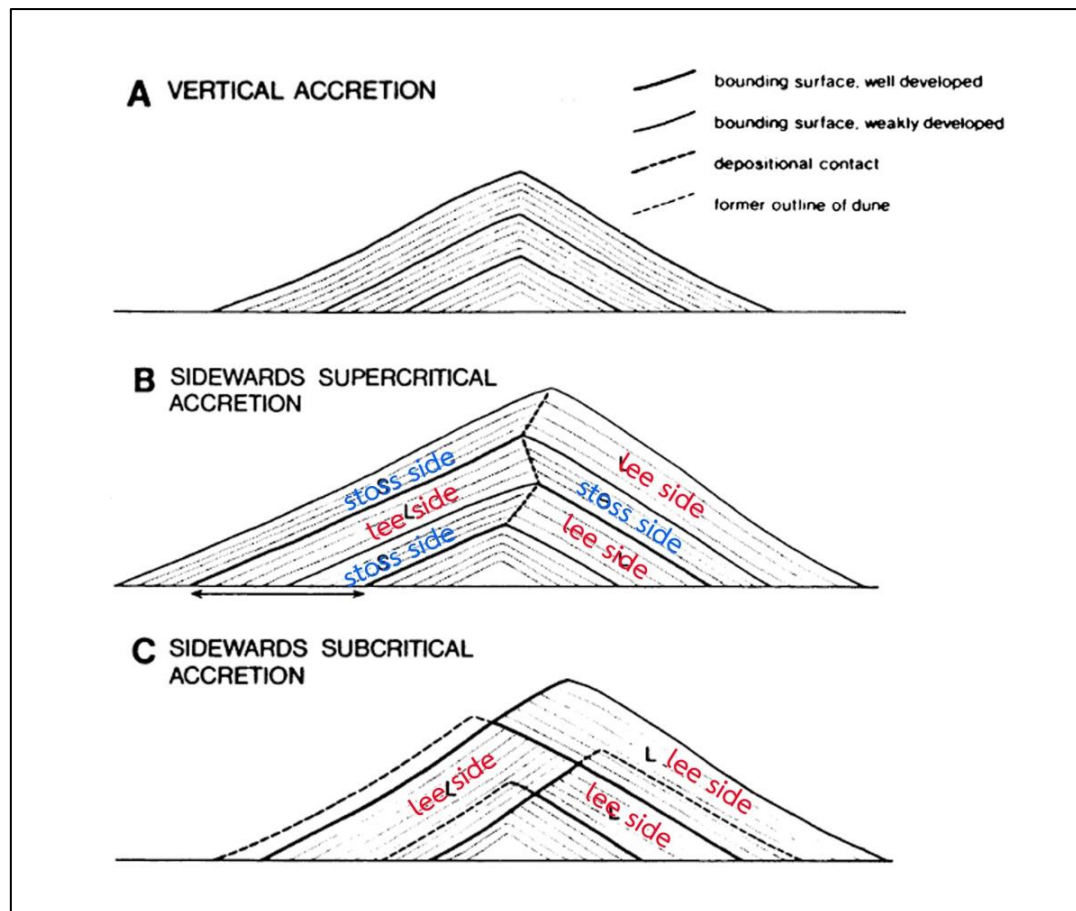 A VERTICAL ACCRETION
bounding surface, well developed
bounding surface, weakly developed
depositional contact
former outline of dune
B SIDEWARDS SUPERCRITICAL
ACCRETION
lee side
stoss side
S
L
lee side
L
stoss side
S
lee side
L
stoss side
S
C SIDEWARDS SUBCRITICAL
ACCRETION
L lee side
lee side
L
lee side
L